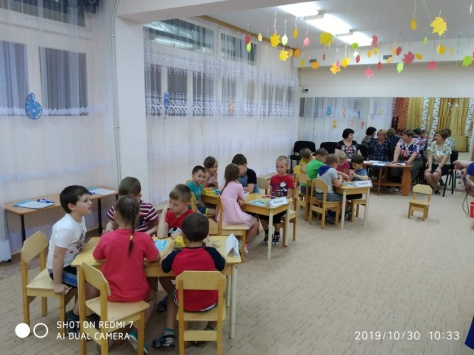 SHOT ON REDMI 7
AI DUAL CAMERA
2019/10/30 10:33